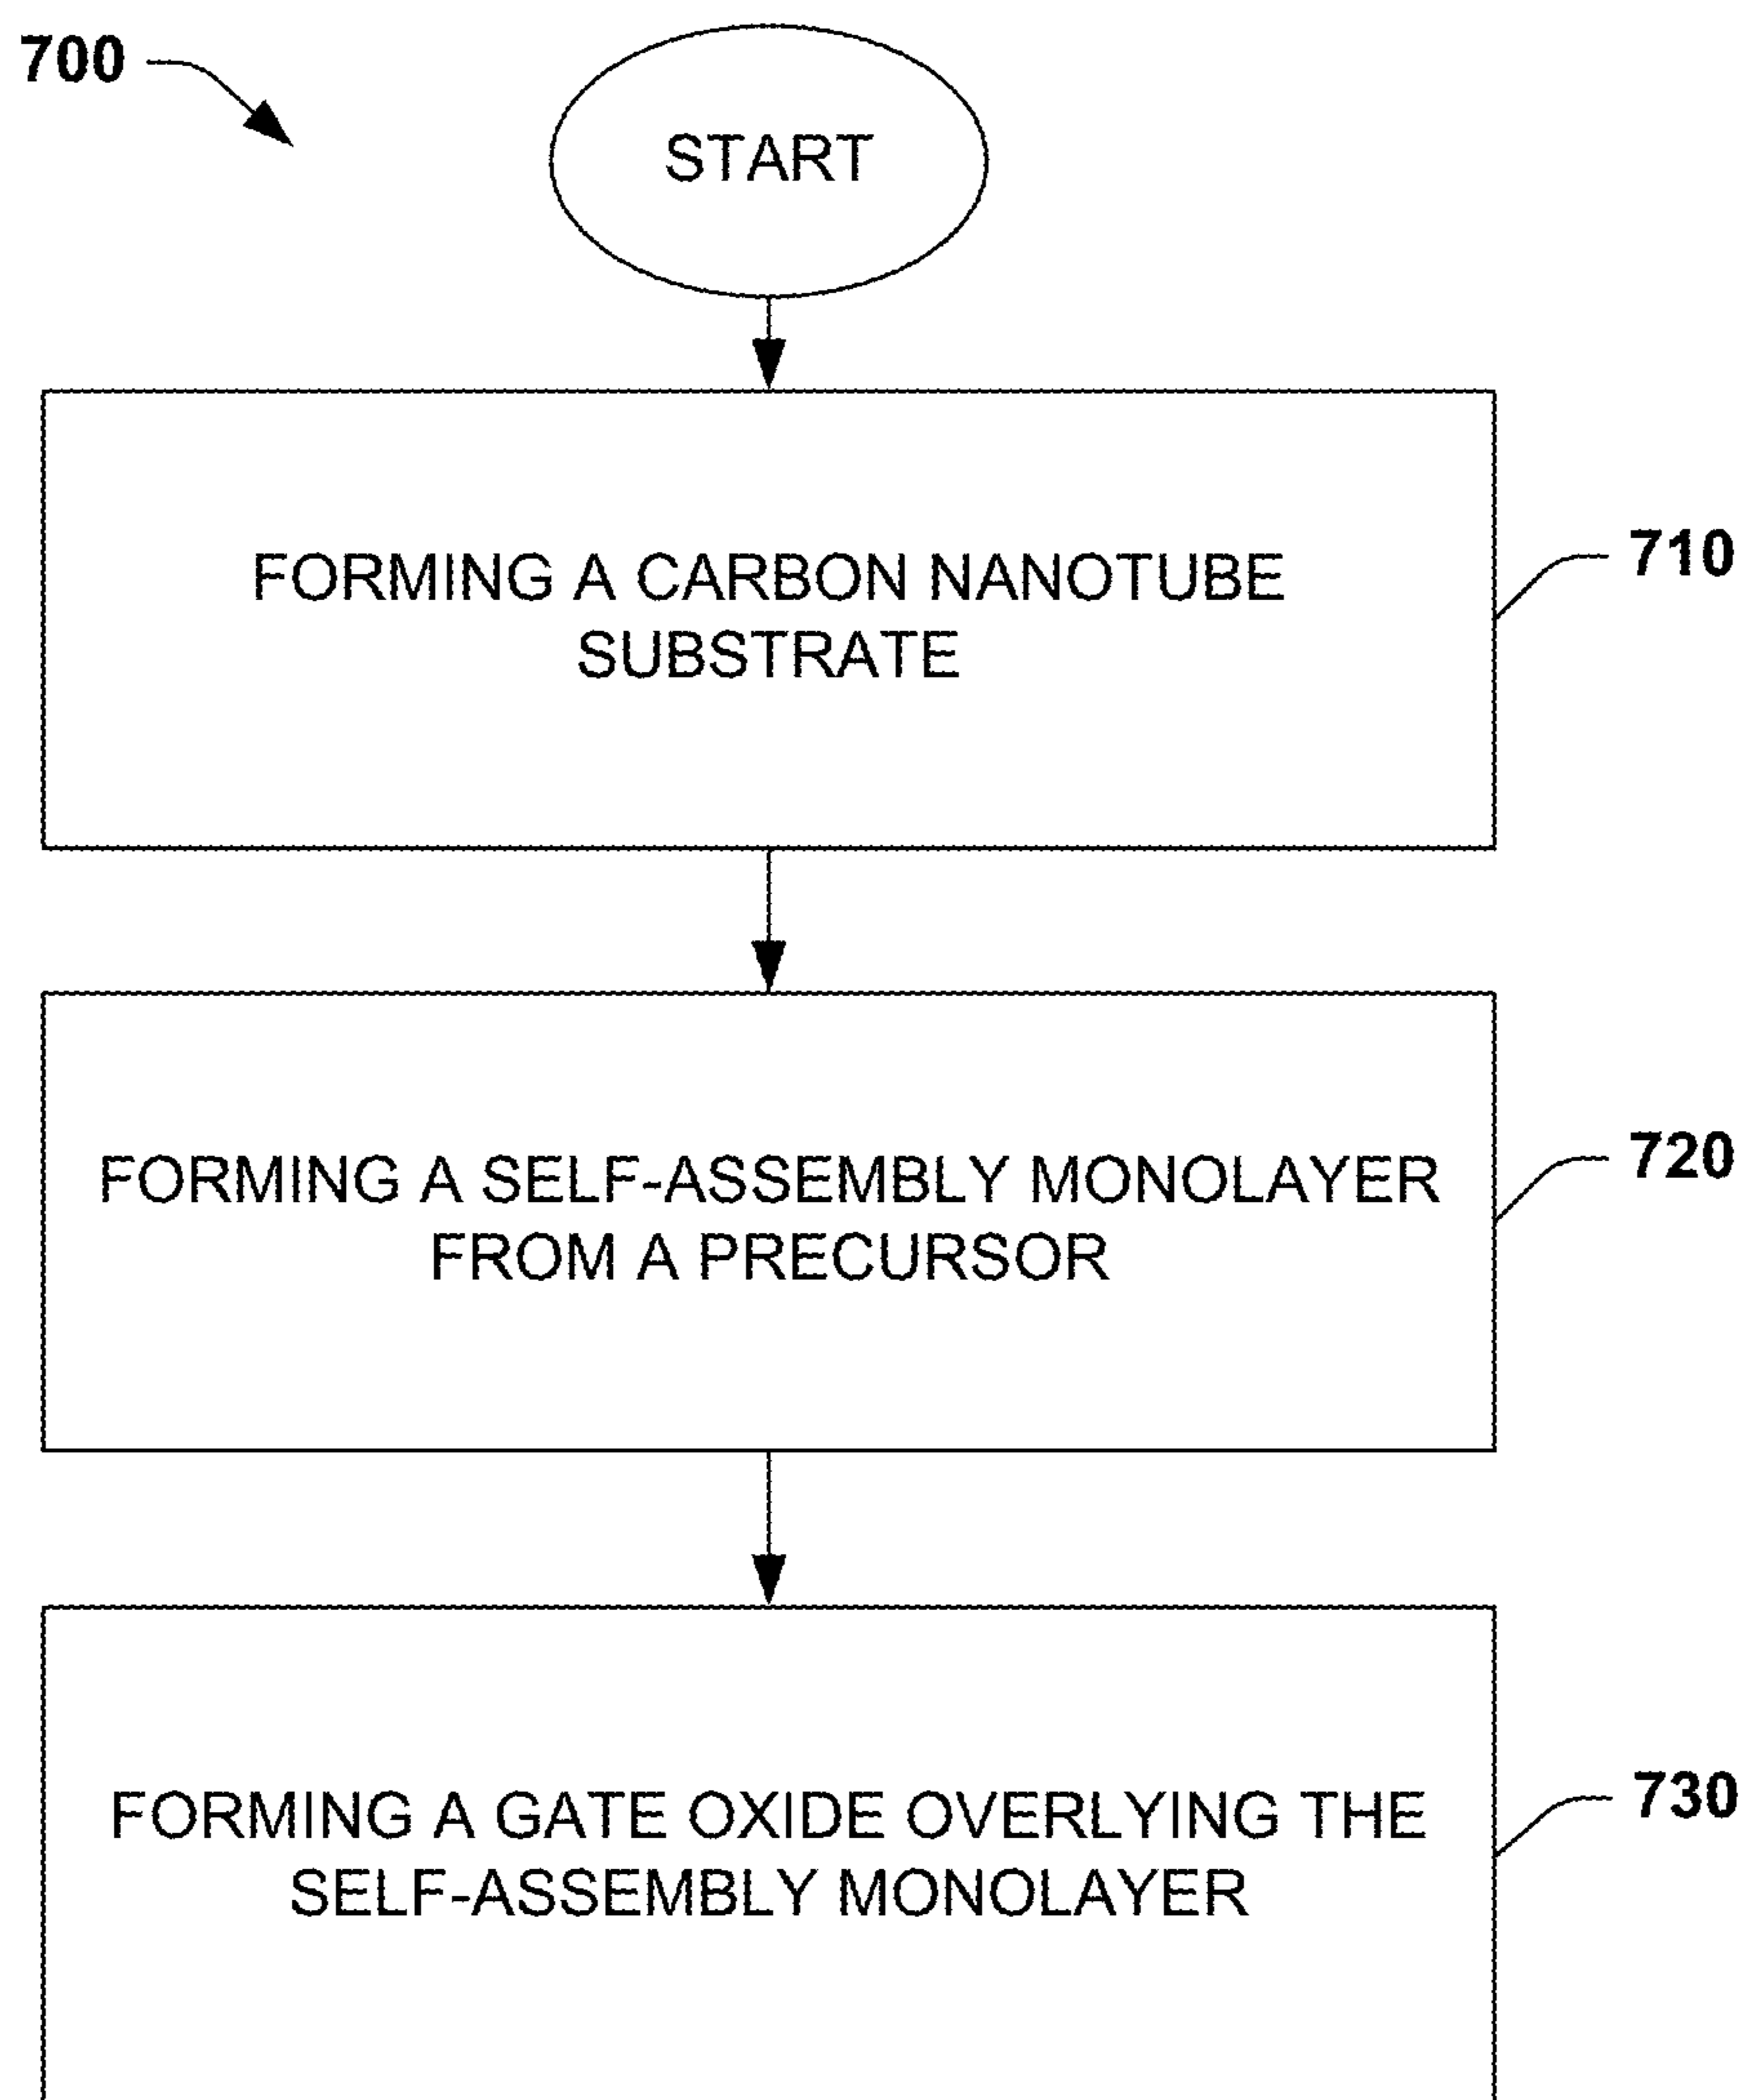 700
START
FORMING A CARBON NANOTUBE
SUBSTRATE
710
FORMING A SELF-ASSEMBLY MONOLAYER
FROM A PRECURSOR
720
FORMING A GATE OXIDE OVERLYING THE
SELF-ASSEMBLY MONOLAYER
730